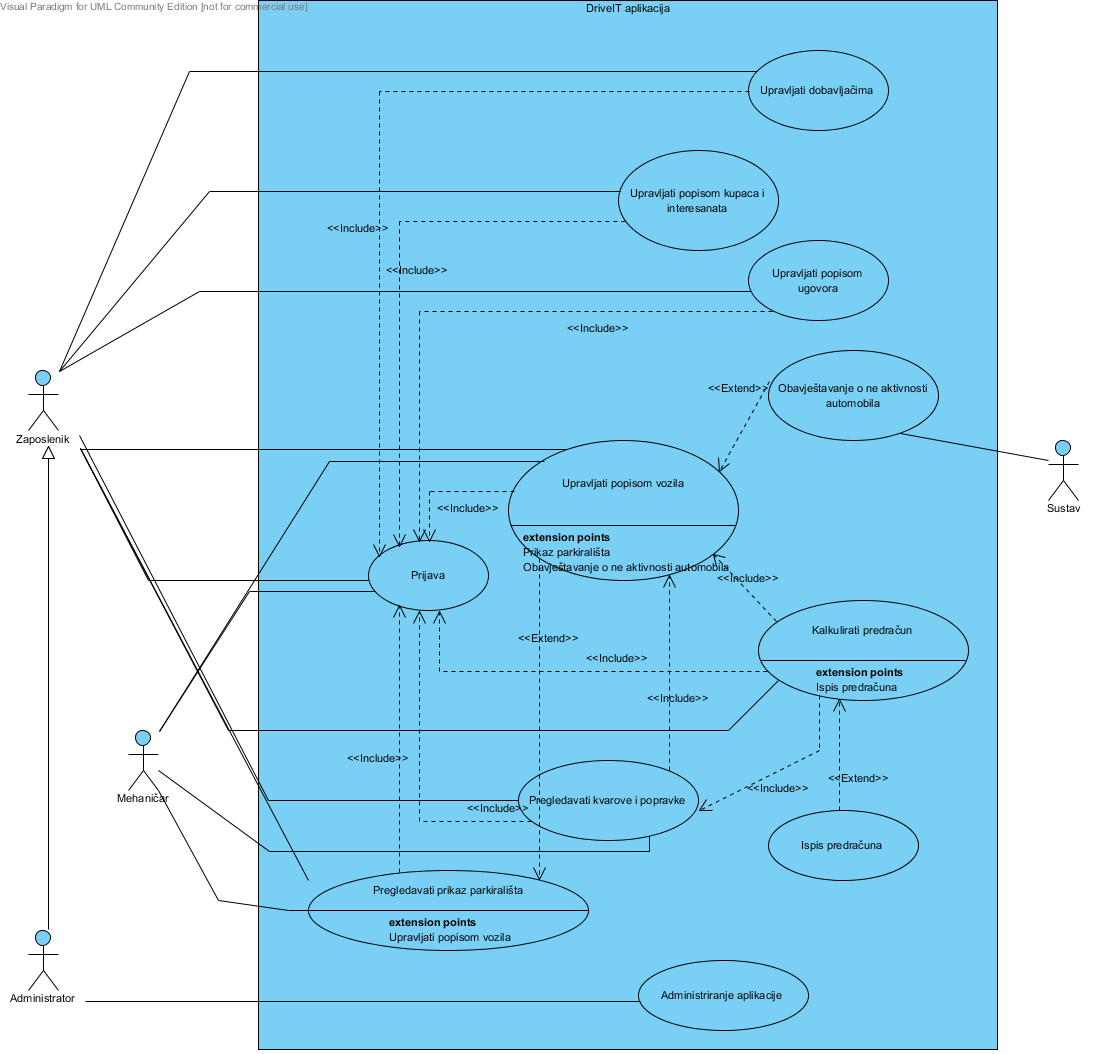 Visual Paradigm for UML Community Edition [not for commercial use]
DriveIT aplikacija
Upravljati dobavljačima
Upravljati popisom kupaca i
interesanata
<<Include>>
<<Include>>
Upravljati popisom
ugovora
<<Include>>
<<Extend>>
Obavještavanje o ne aktivnosti
automobila
Zaposlenik
Sustav
Upravljati popisom vozila
<<Include>>
extension points
Prikaz parkirališta
Obavještavanje o ne aktivnosti automobila
Prijava
<<Include>>
Kalkulirati predračun
<<Extend>>
<<Include>>
extension points
Ispis predračuna
<<Include>>
<<Include>>
<<Extend>>
<<Include>>
Mehaničar
Pregledavati kvarove i popravke
<<Include>>
Ispis predračuna
Pregledavati prikaz parkirališta
extension points
Upravljati popisom vozila
Administrator
Administriranje aplikacije